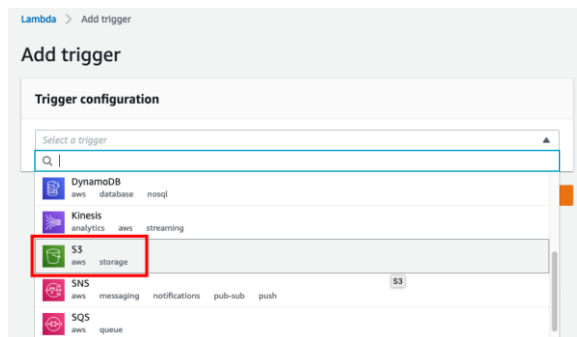 Lambda > Add trigger
Add trigger
Trigger configuration
Select a trigger
DynamoDB
aws database nosql
Kinesis
analytics aws streaming
S3
aws storage
S3
SNS
aws messaging notifications pub-sub push
SQS
aws queue